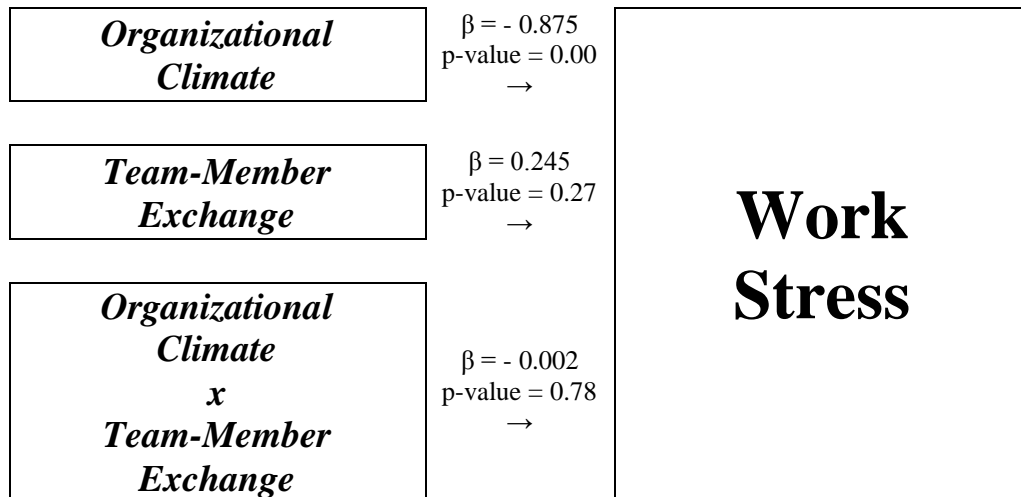 Organizational
Climate
β = - 0.875
p-value = 0.00
→
Team-Member
Exchange
β = 0.245
p-value = 0.27
→
Organizational
Climate
x
Team-Member
Exchange
β = - 0.002
p-value = 0.78
→
Work
Stress